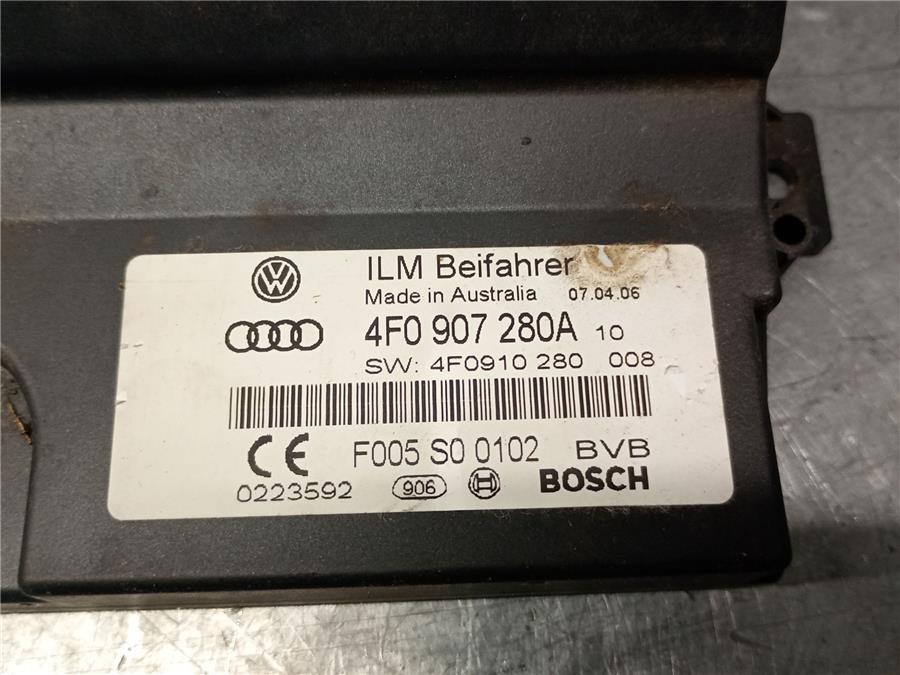 ILM Beifahrer
Made in Australia 07.04.06
4F0 907 280A 10
SW: 4F0910 280 008
CE F005 S0 0102 BVB
0223592 906 BOSCH